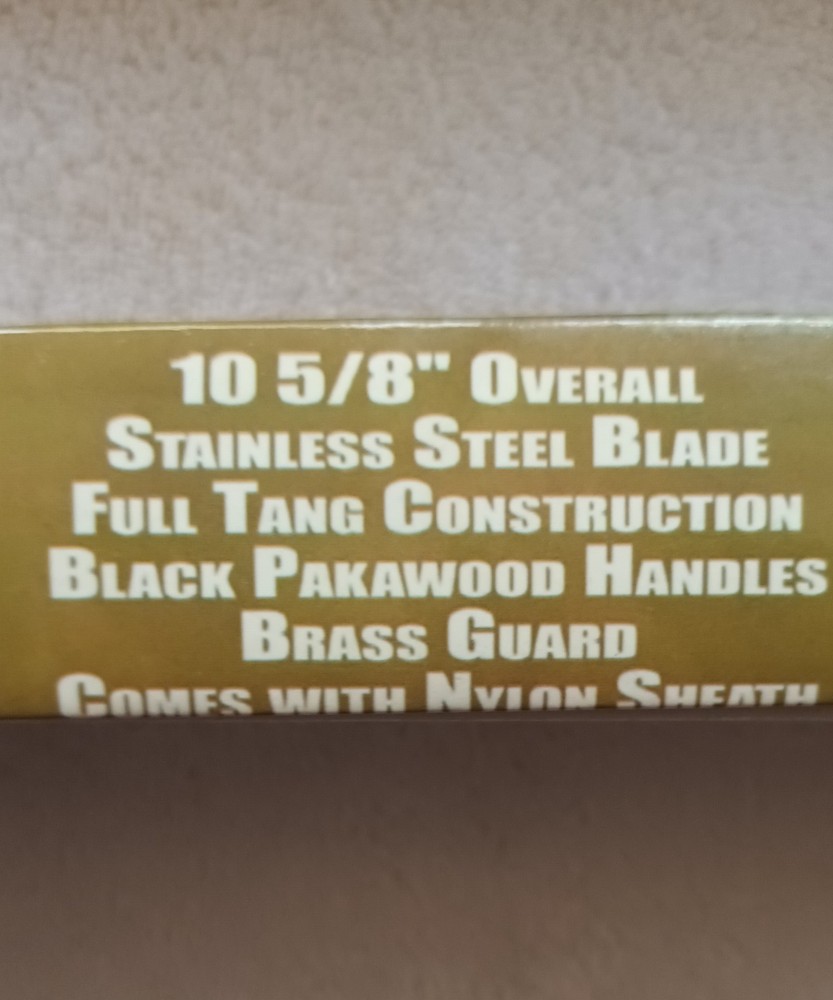 10 5/8" Overall
Stainless Steel Blade
Full Tang Construction
Black Pakawood Handles
Brass Guard
Comes with Nylon Sheath